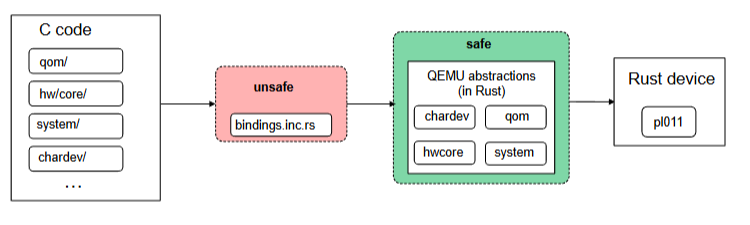 C code
qom/
hw/core/
system/
chardev/
...
unsafe
bindings.inc.rs
safe
QEMU abstractions
(in Rust)
chardev
qom
hwcore
system
Rust device
pl011